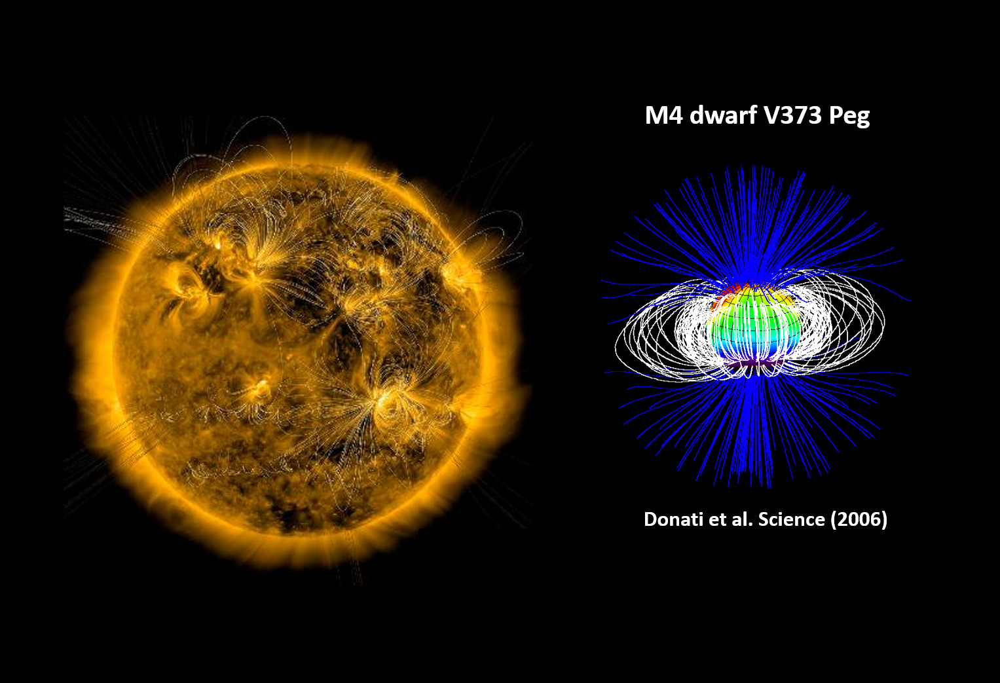 M4 dwarf V373 Peg
Donati et al. Science (2006)